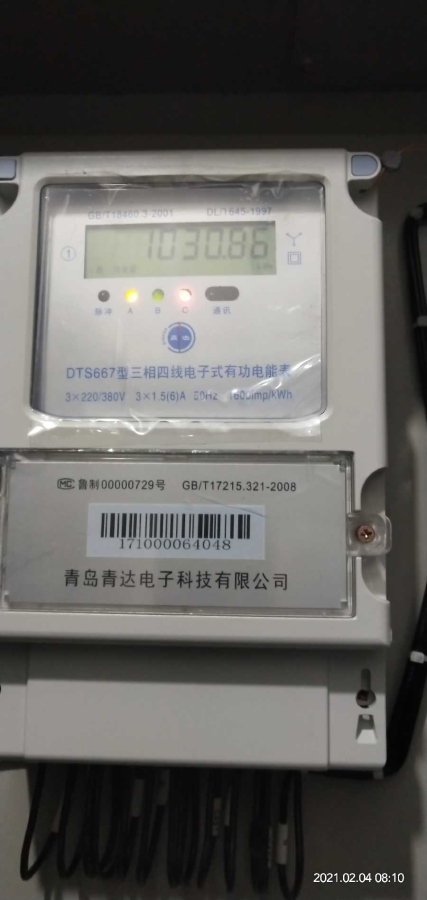 GB/T18460.3-2001 DL/T645-1997
①
1030.86
脉冲 A B C 通讯
DTS667型三相四线电子式有功电能表
3×220/380V 3×1.5(6)A 50Hz 1600imp/kWh
MC 鲁制00000729号 GB/T17215.321-2008
171000064048
青岛青达电子科技有限公司
2021.02.04 08:10